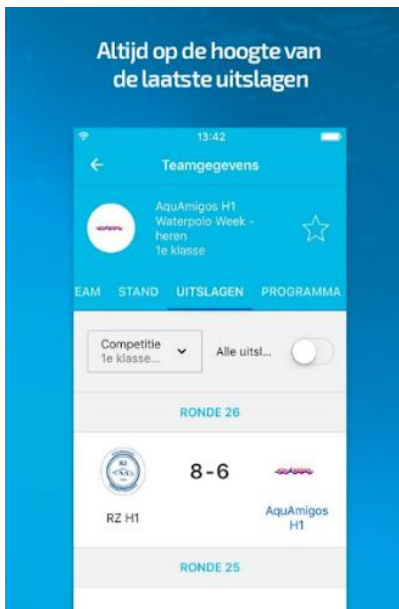 Altijd op de hoogte van
de laatste uitslagen
13:42
Teamgegevens
AquAmigos H1
Waterpolo Week -
heren
1e klasse
EAM STAND UITSLAGEN PROGRAMMA
Competitie
1e klasse...
Alle uitsl...
RONDE 26
RZ
8-6
RZ H1
AquAmigos
H1
RONDE 25